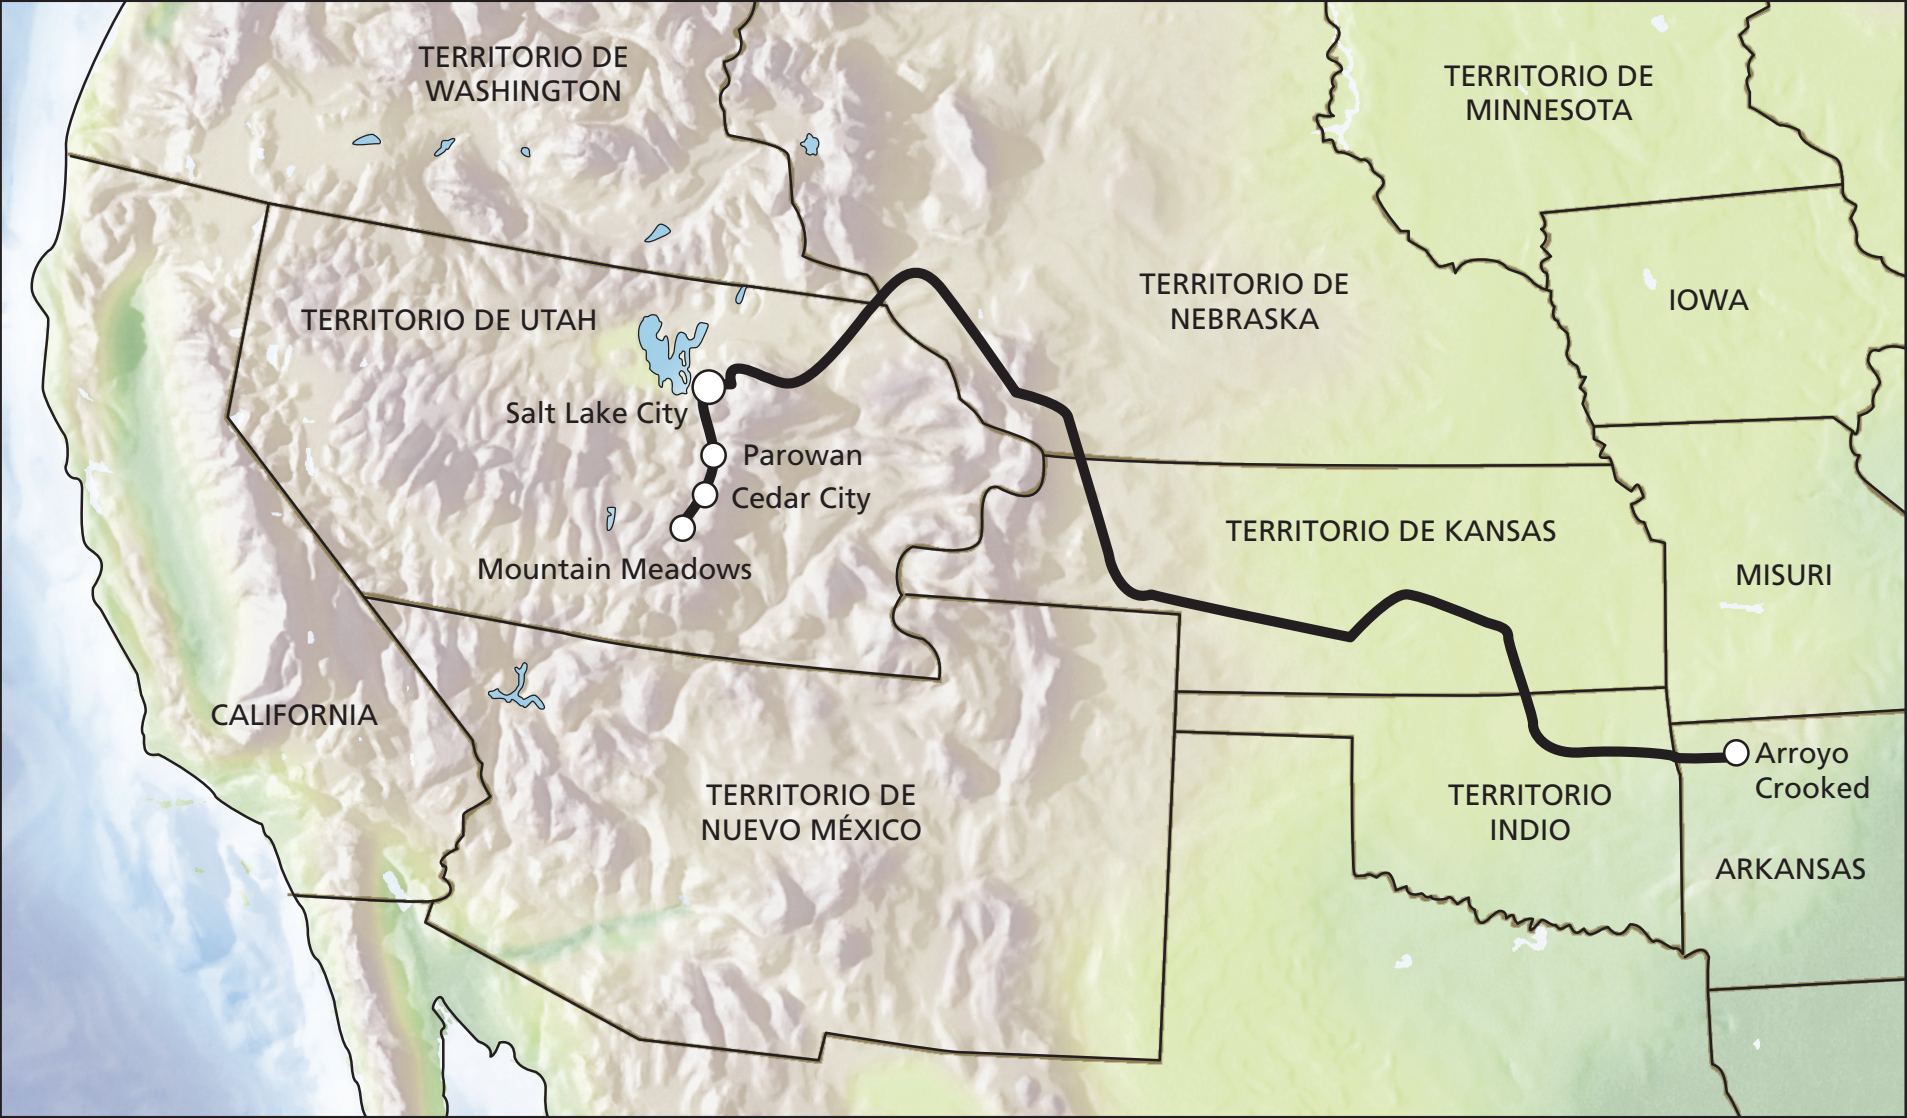 TERRITORIO DE
WASHINGTON
TERRITORIO DE
MINNESOTA
TERRITORIO DE
NEBRASKA
IOWA
TERRITORIO DE UTAH
Salt Lake City
Parowan
Cedar City
Mountain Meadows
TERRITORIO DE KANSAS
MISURI
CALIFORNIA
Arroyo
Crooked
TERRITORIO DE
NUEVO MÉXICO
TERRITORIO
INDIO
ARKANSAS